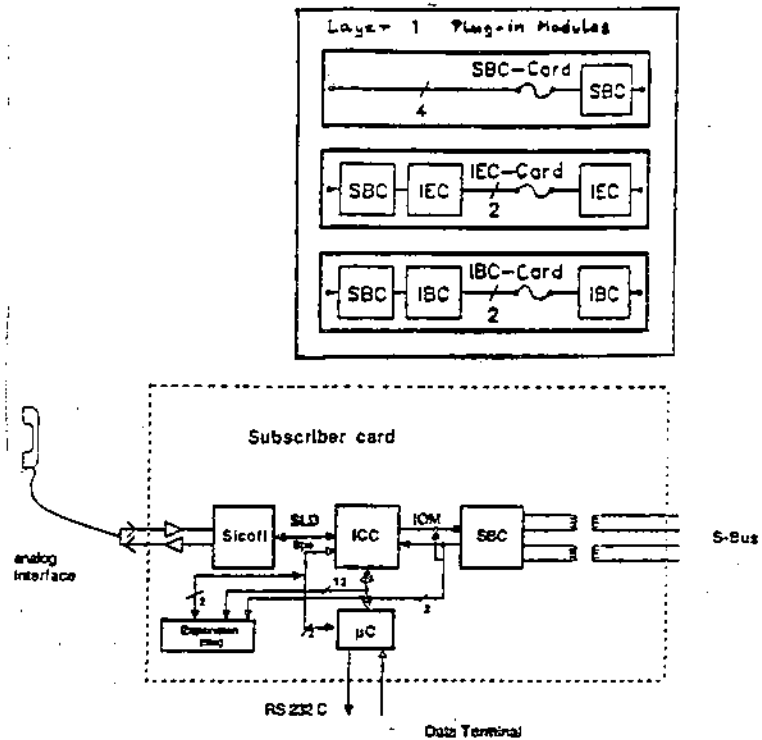 Layer 1 Plug-in Modules
SBC-Card
SBC
4
IEC-Card
SBC
IEC
IEC
2
IBC-Card
SBC
IBC
IBC
2
Subscriber card
Sicofi
SLD
ICC
IOM
SBC
S-Bus
analog
interface
2
12
2
2
µC
RS 232 C
Data Terminal